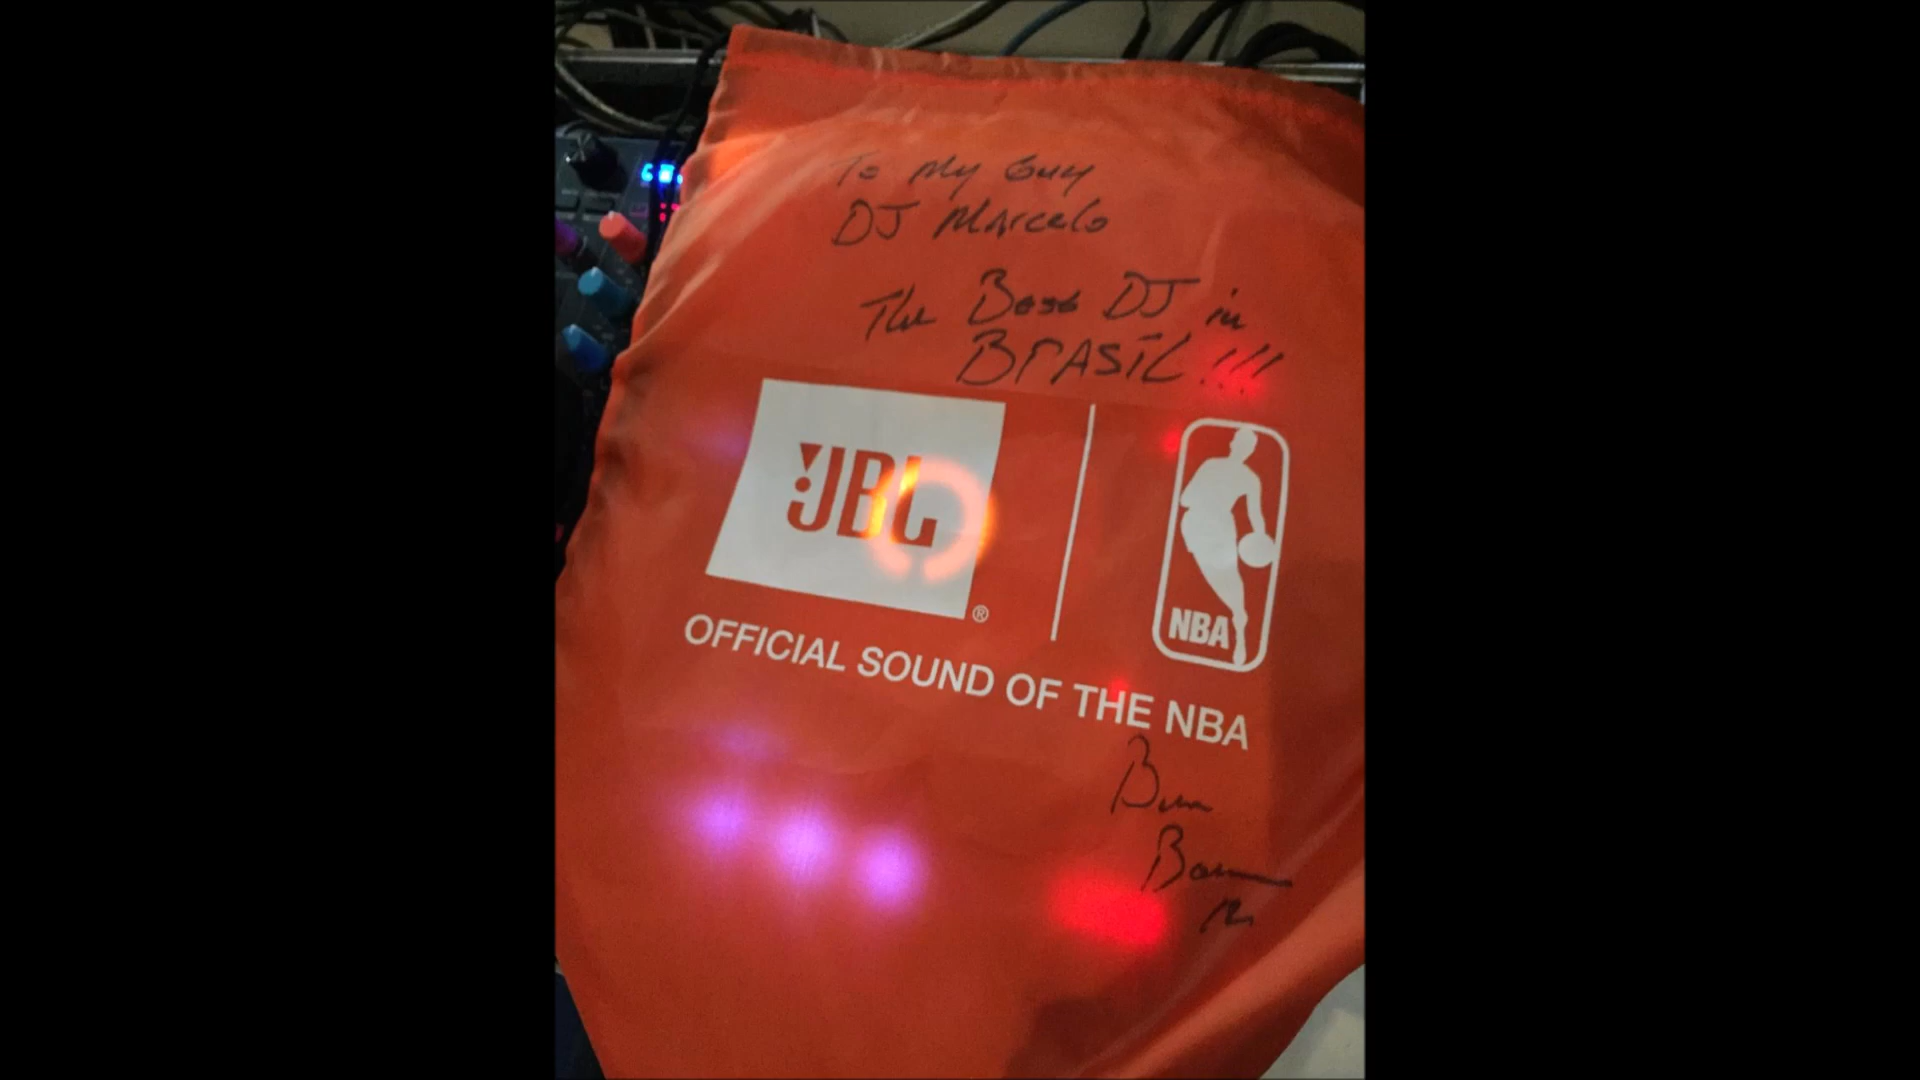 To My Guy
DJ Marcelo
The Best DJ in
BRASIL!!!
JBL
®
NBA
OFFICIAL SOUND OF THE NBA